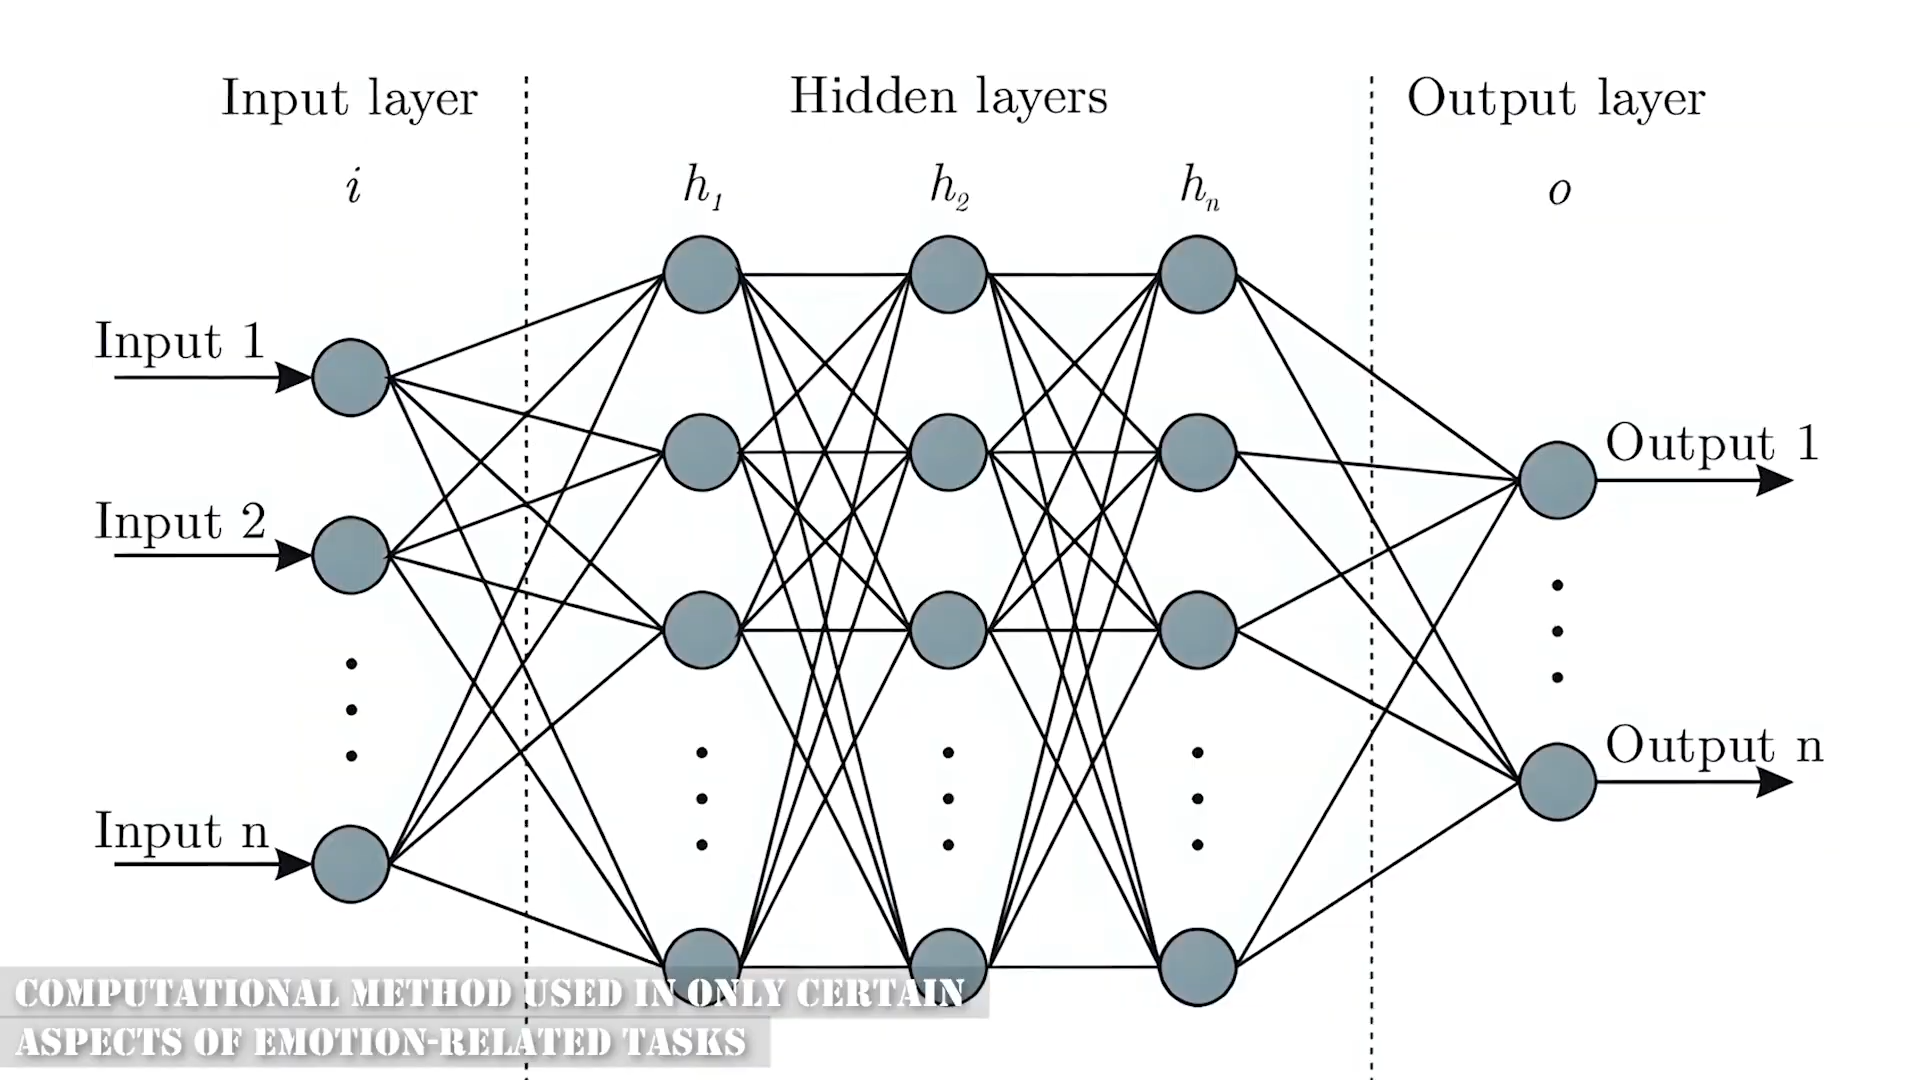 Input layer
Hidden layers
Output layer
i
h1
h2
hn
o
Input 1
Input 2
Input n
Output 1
Output n
COMPUTATIONAL METHOD USED IN ONLY CERTAIN
ASPECTS OF EMOTION-RELATED TASKS